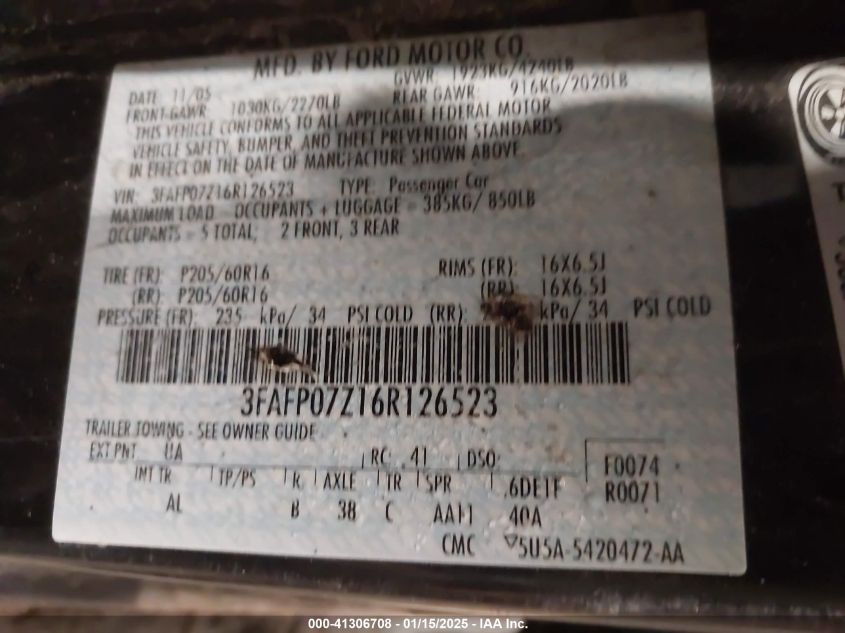 MFD. BY FORD MOTOR CO.
DATE: 11/05 GVWR: 1923KG/4240LB
FRONT GAWR: 1030KG/2270LB REAR GAWR: 916KG/2020LB
THIS VEHICLE CONFORMS TO ALL APPLICABLE FEDERAL MOTOR
VEHICLE SAFETY, BUMPER, AND THEFT PREVENTION STANDARDS
IN EFFECT ON THE DATE OF MANUFACTURE SHOWN ABOVE.
VIN: 3FAFP07Z16R126523 TYPE: Passenger Car
MAXIMUM LOAD = OCCUPANTS + LUGGAGE = 385KG/ 850LB
OCCUPANTS = 5 TOTAL, 2 FRONT, 3 REAR
TIRE (FR): P205/60R16 RIMS (FR): 16X6.5J
(RR): P205/60R16 (RR): 16X6.5J
PRESSURE (FR): 235 kPa/ 34 PSI COLD (RR): kPa/ 34 PSI COLD
3FAFP07Z16R126523
TRAILER TOWING - SEE OWNER GUIDE
EXT PNT UA RC: 41 DSO: F0074
INT TR TP/PS R AXLE TR SPR R0071
AL B 38 C 40A
CMC ▽5U5A-5420472-AA
000-41306708 - 01/15/2025 - IAA Inc.